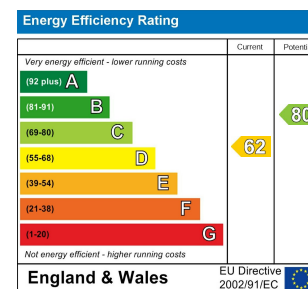 Energy Efficiency Rating
Current Potenti
Very energy efficient - lower running costs
(92 plus) A
(81-91) B
80
(69-80) C
62
(55-68) D
(39-54) E
(21-38) F
(1-20) G
Not energy efficient - higher running costs
England & Wales
EU Directive
2002/91/EC